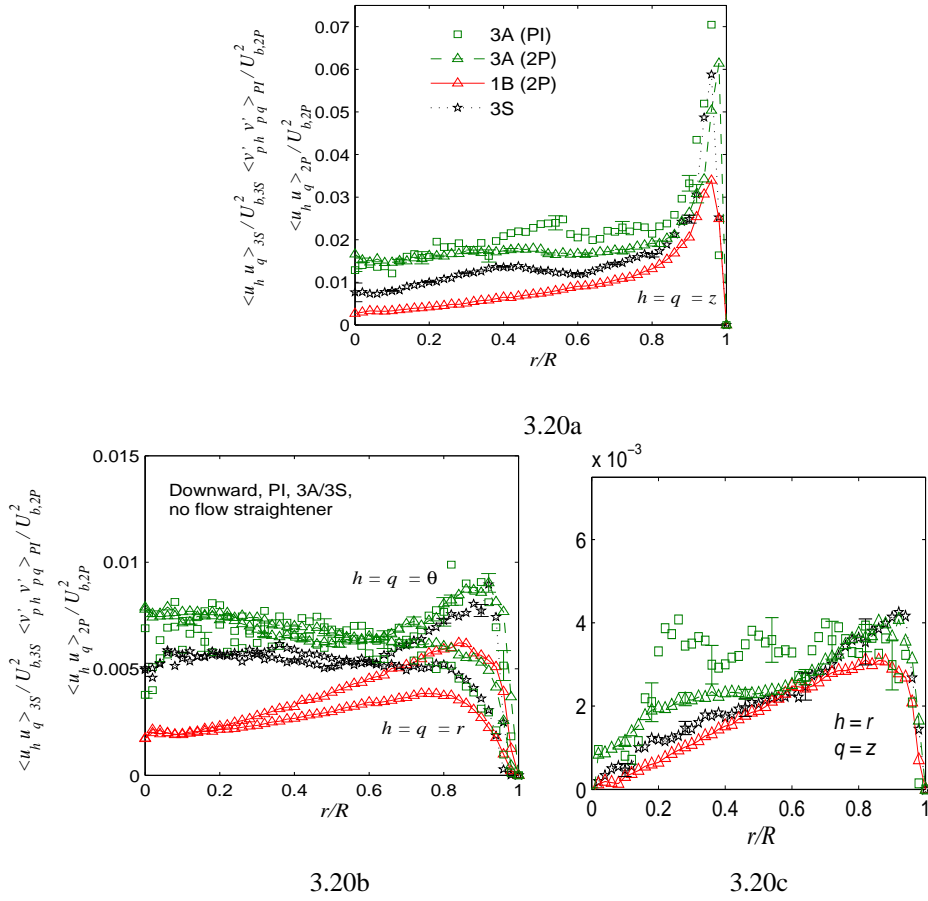 <u_h u_q>_3S / U²_b,3S <v'_ph v'_pq>_PI / U²_b,2P
<u_h u_q>_2P / U²_b,2P
0.07
0.06
0.05
0.04
0.03
0.02
0.01
0
3A (PI)
3A (2P)
1B (2P)
3S
h = q = z
0 0.2 0.4 0.6 0.8 1
r/R
3.20a
<u_h u_q>_3S / U²_b,3S <v'_ph v'_pq>_PI / U²_b,2P
<u_h u_q>_2P / U²_b,2P
0.015
0.01
0.005
0
Downward, PI, 3A/3S,
no flow straightener
h = q = θ
h = q = r
0 0.2 0.4 0.6 0.8 1
r/R
3.20b
x 10⁻³
6
4
2
0
h = r
q = z
0 0.2 0.4 0.6 0.8 1
r/R
3.20c